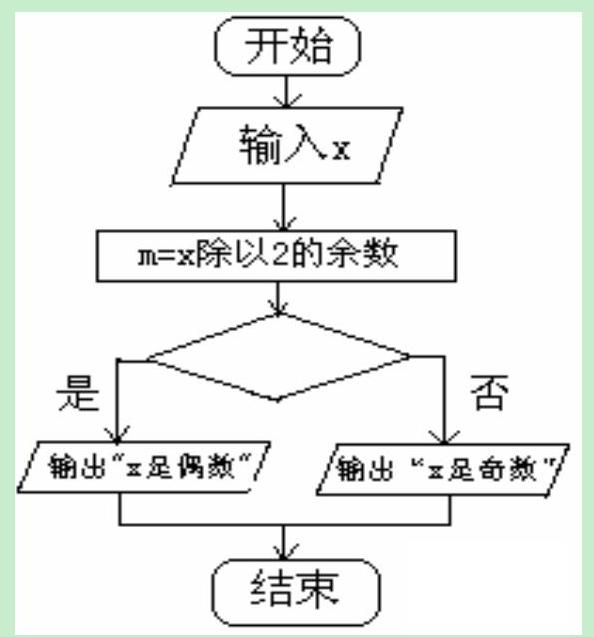 开始
输入x
m=x除以2的余数
是
否
输出“x是偶数“
输出 “x是奇数”
结束